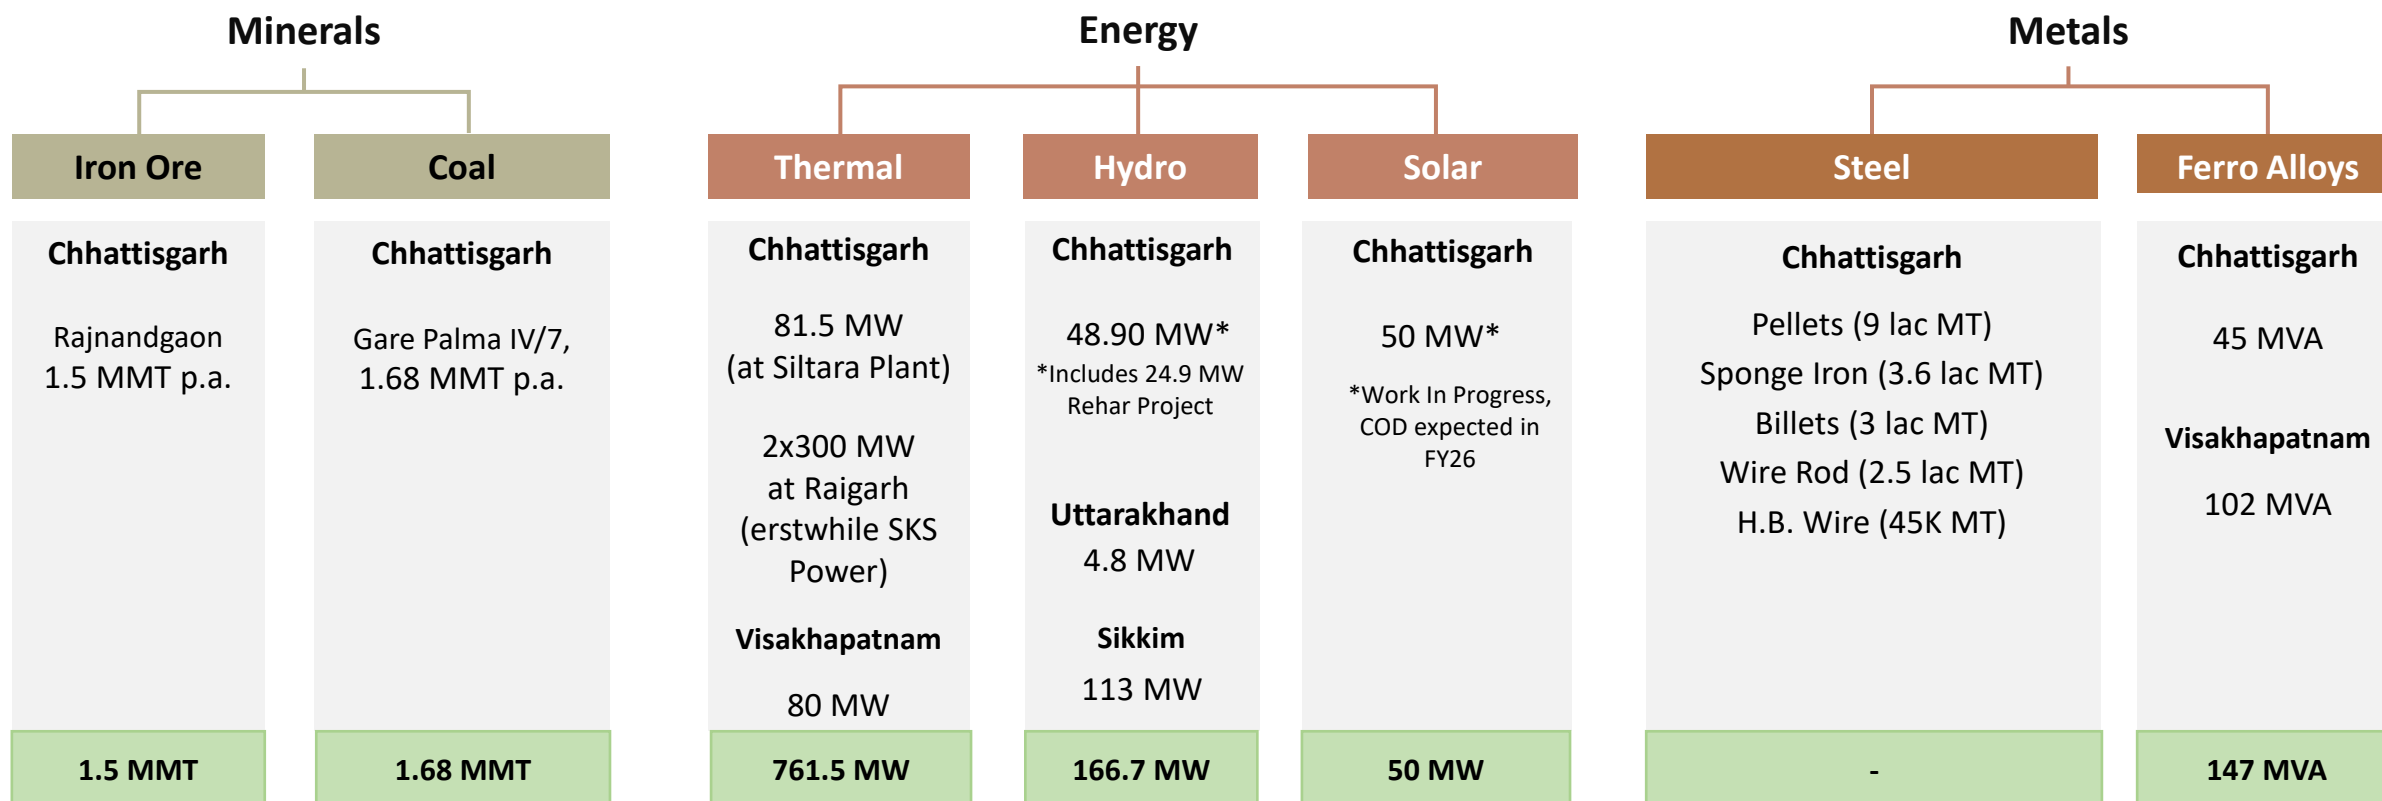 Minerals
Energy
Metals
Iron Ore
Coal
Thermal
Hydro
Solar
Steel
Ferro Alloys
Chhattisgarh
Rajnandgaon
1.5 MMT p.a.
1.5 MMT
Chhattisgarh
Gare Palma IV/7,
1.68 MMT p.a.
1.68 MMT
Chhattisgarh
81.5 MW
(at Siltara Plant)
2x300 MW
at Raigarh
(erstwhile SKS
Power)
Visakhapatnam
80 MW
761.5 MW
Chhattisgarh
48.90 MW*
*Includes 24.9 MW
Rehar Project
Uttarakhand
4.8 MW
Sikkim
113 MW
166.7 MW
Chhattisgarh
50 MW*
*Work In Progress,
COD expected in
FY26
50 MW
Chhattisgarh
Pellets (9 lac MT)
Sponge Iron (3.6 lac MT)
Billets (3 lac MT)
Wire Rod (2.5 lac MT)
H.B. Wire (45K MT)
-
Chhattisgarh
45 MVA
Visakhapatnam
102 MVA
147 MVA